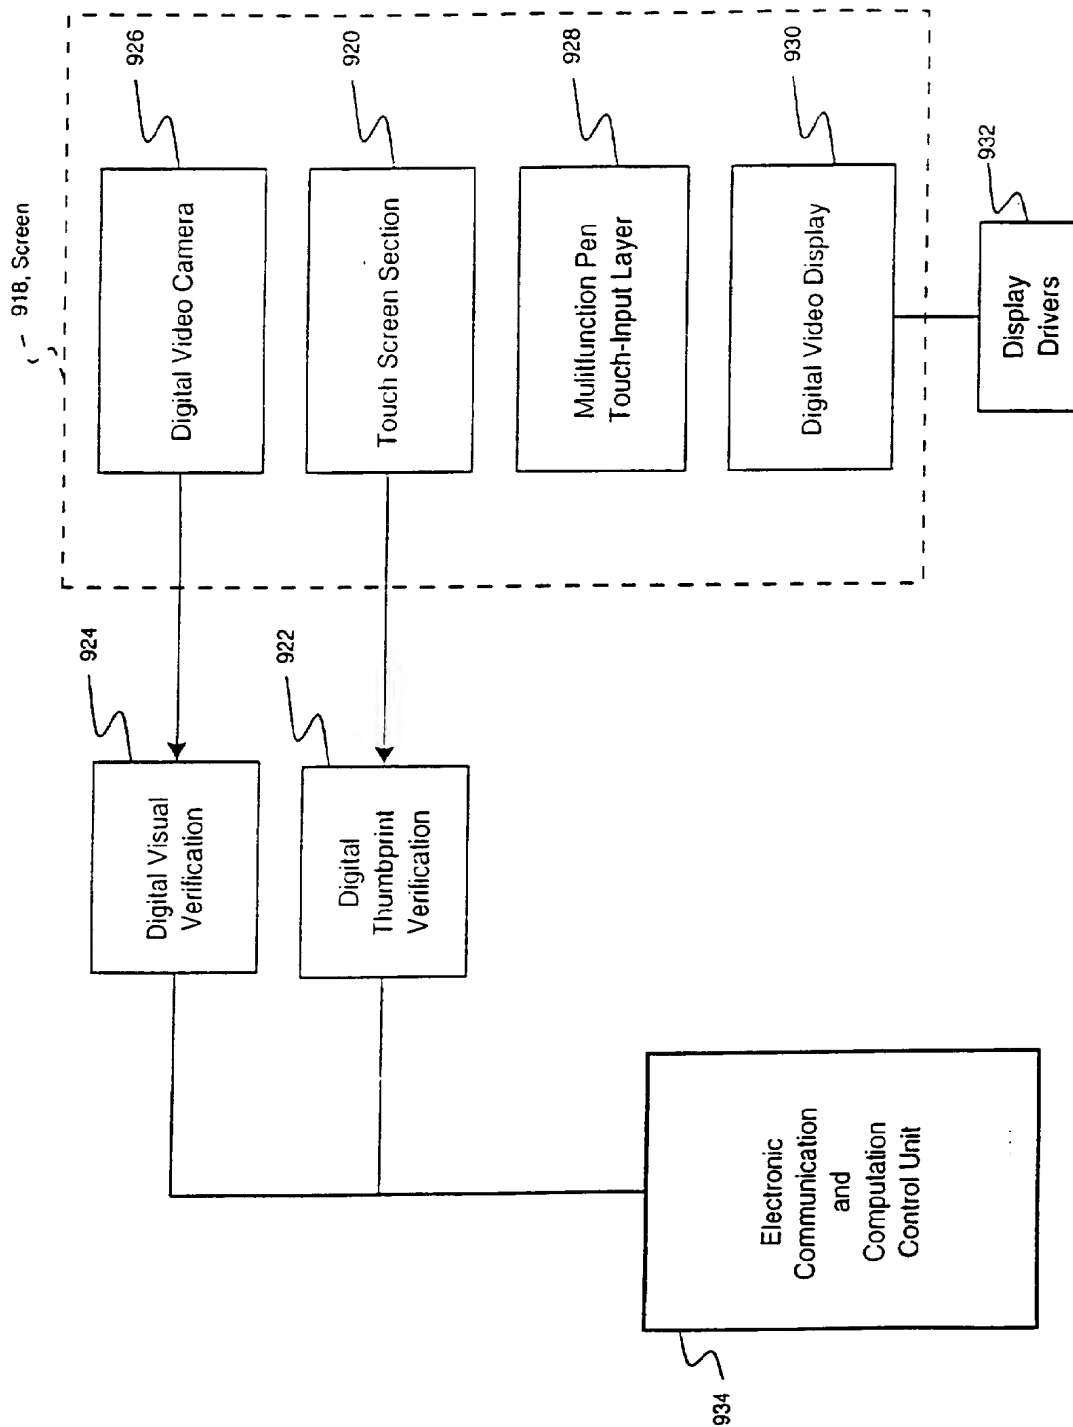 918, Screen
926
Digital Video Camera
920
Touch Screen Section
928
Mulitfunction Pen
Touch-Input Layer
930
Digital Video Display
932
Display
Drivers
924
Digital Visual
Verification
922
Digital
Thumbprint
Verification
Electronic
Communication
and
Computation
Control Unit
934